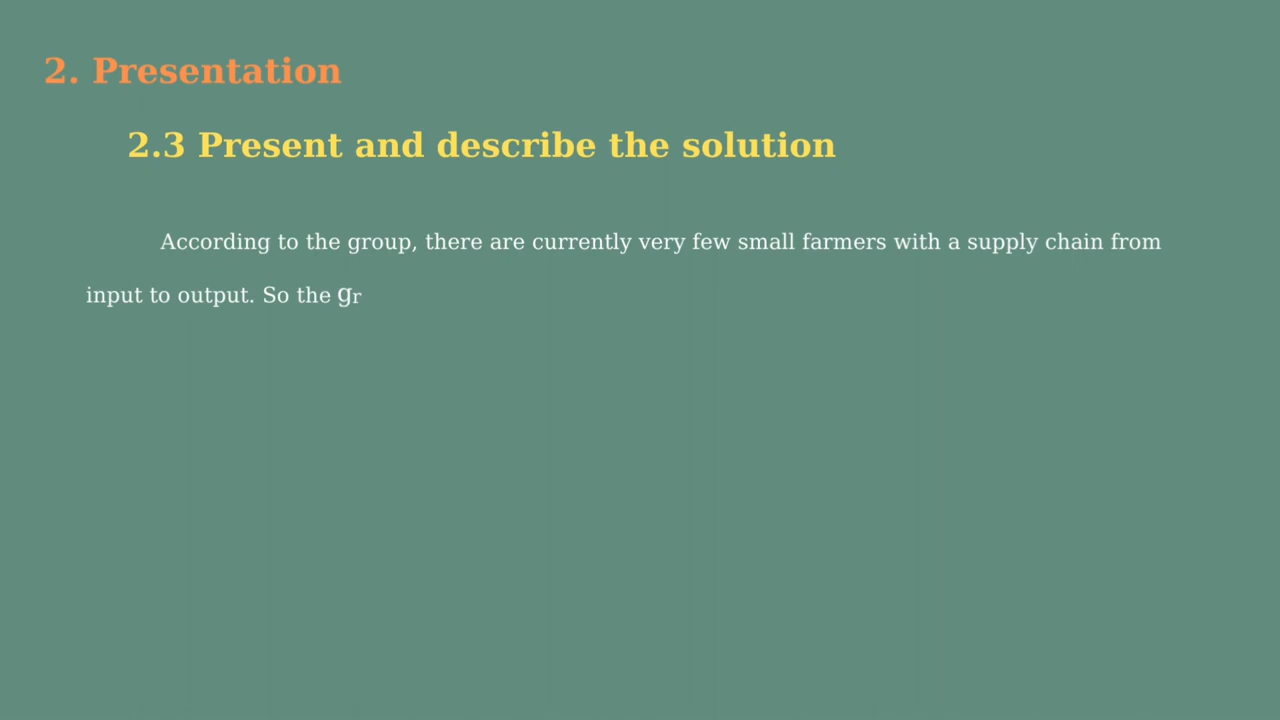 2. Presentation
2.3 Present and describe the solution
According to the group, there are currently very few small farmers with a supply chain from
input to output. So the gr